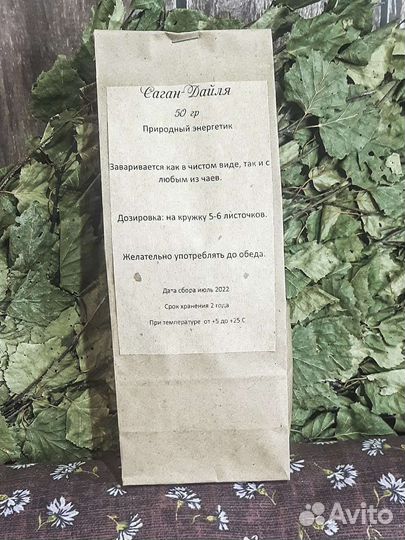 Саган-Дайля
50 гр
Природный энергетик
Заваривается как в чистом виде, так и с
любым из чаев.
Дозировка: на кружку 5-6 листочков.
Желательно употреблять до обеда.
Дата сбора июль 2022
Срок хранения 2 года
При температуре от +5 до +25 С
Avito